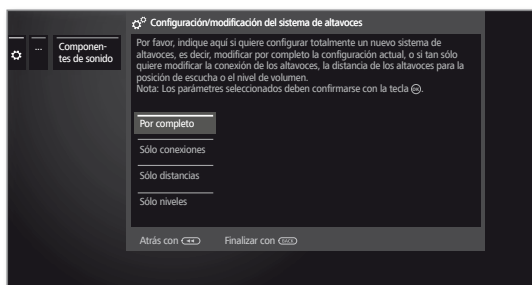 Configuración/modificación del sistema de altavoces
...
Componen-
tes de sonido
Por favor, indique aquí si quiere configurar totalmente un nuevo sistema de
altavoces, es decir, modificar por completo la configuración actual, o si tan sólo
quiere modificar la conexión de los altavoces, la distancia de los altavoces para la
posición de escucha o el nivel de volumen.
Nota: Los parámetres seleccionados deben confirmarse con la tecla OK.
Por completo
Sólo conexiones
Sólo distancias
Sólo niveles
Atrás con Finalizar con BACK